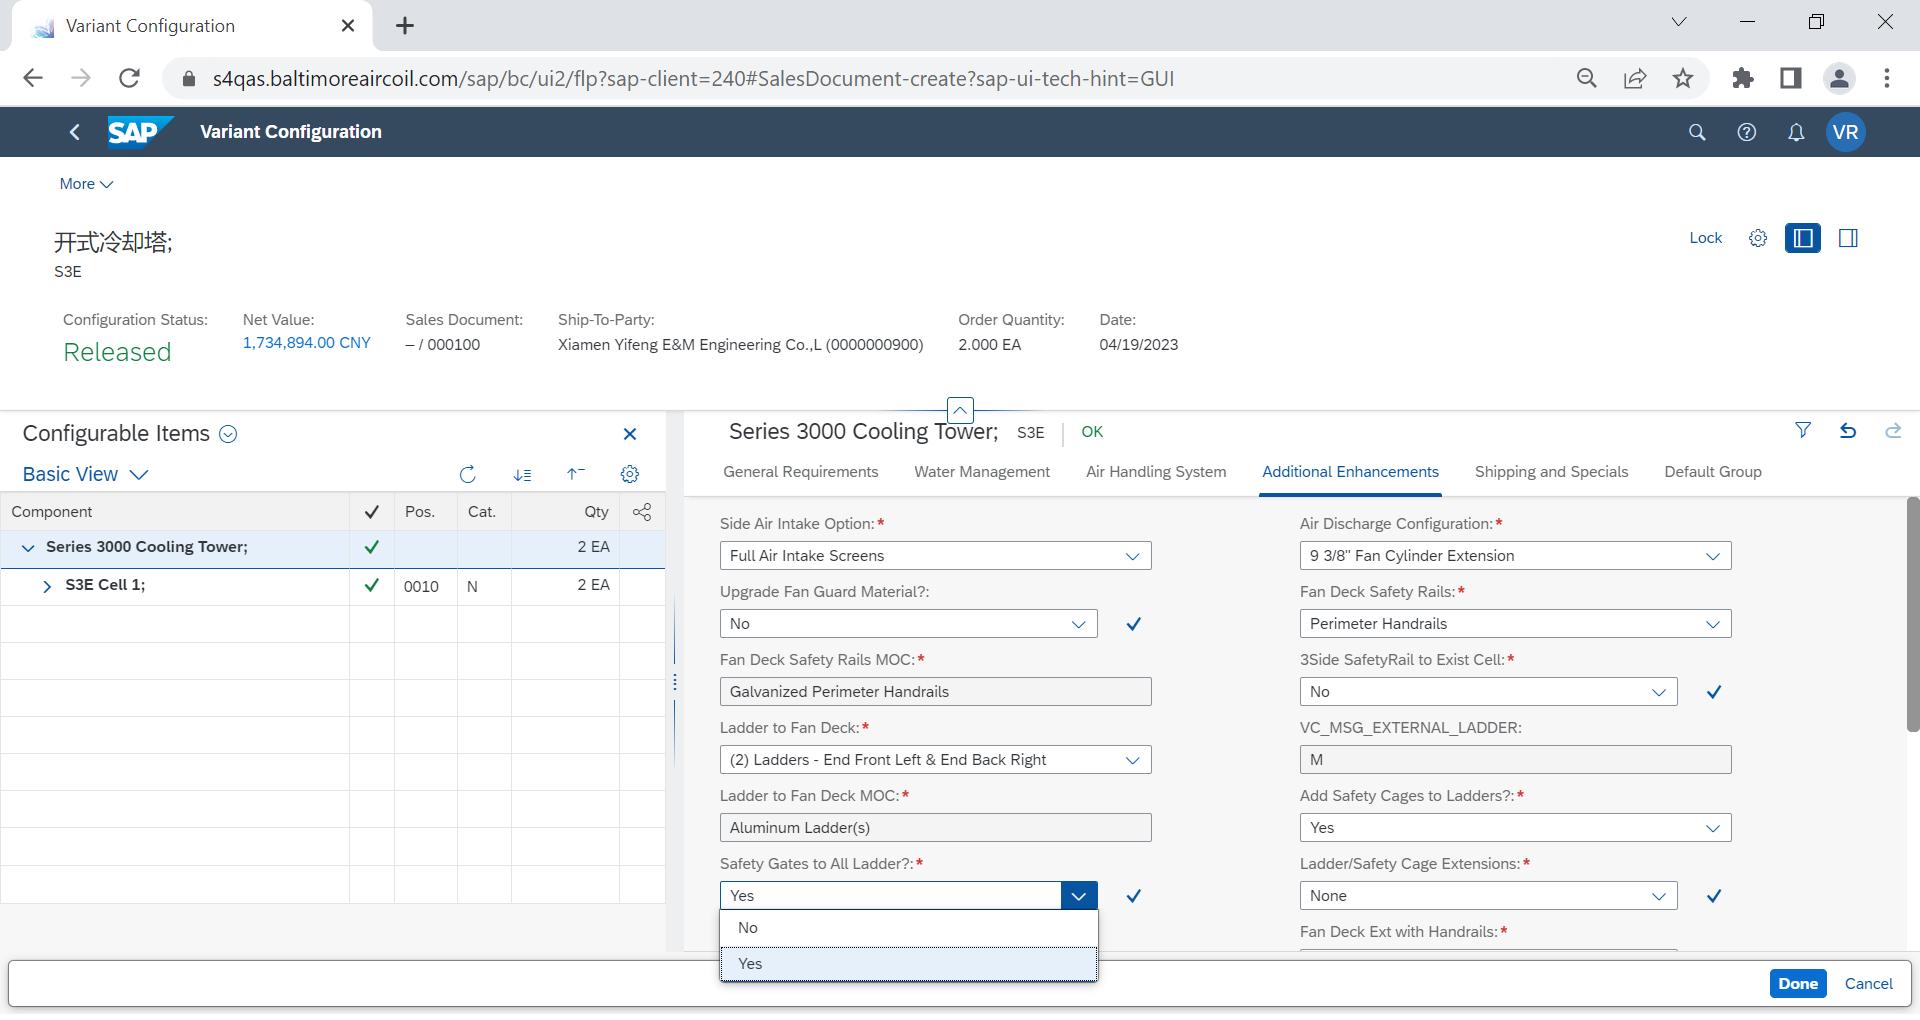 Variant Configuration
s4qas.baltimoreaircoil.com/sap/bc/ui2/flp?sap-client=240#SalesDocument-create?sap-ui-tech-hint=GUI
SAP
Variant Configuration
VR
More
开式冷却塔;
S3E
Lock
Configuration Status:
Released
Net Value:
1,734,894.00 CNY
Sales Document:
– / 000100
Ship-To-Party:
Xiamen Yifeng E&M Engineering Co.,L (0000000900)
Order Quantity:
2.000 EA
Date:
04/19/2023
Configurable Items
Basic View
Component Pos. Cat. Qty
Series 3000 Cooling Tower; 2 EA
S3E Cell 1; 0010 N 2 EA
Series 3000 Cooling Tower; S3E OK
General Requirements Water Management Air Handling System Additional Enhancements Shipping and Specials Default Group
Side Air Intake Option:*
Full Air Intake Screens
Air Discharge Configuration:*
9 3/8" Fan Cylinder Extension
Upgrade Fan Guard Material?:
No
Fan Deck Safety Rails:*
Perimeter Handrails
Fan Deck Safety Rails MOC:*
Galvanized Perimeter Handrails
3Side SafetyRail to Exist Cell:*
No
Ladder to Fan Deck:*
(2) Ladders - End Front Left & End Back Right
VC_MSG_EXTERNAL_LADDER:
M
Ladder to Fan Deck MOC:*
Aluminum Ladder(s)
Add Safety Cages to Ladders?:*
Yes
Safety Gates to All Ladder?:*
Yes
No
Yes
Ladder/Safety Cage Extensions:*
None
Fan Deck Ext with Handrails:*
Done
Cancel